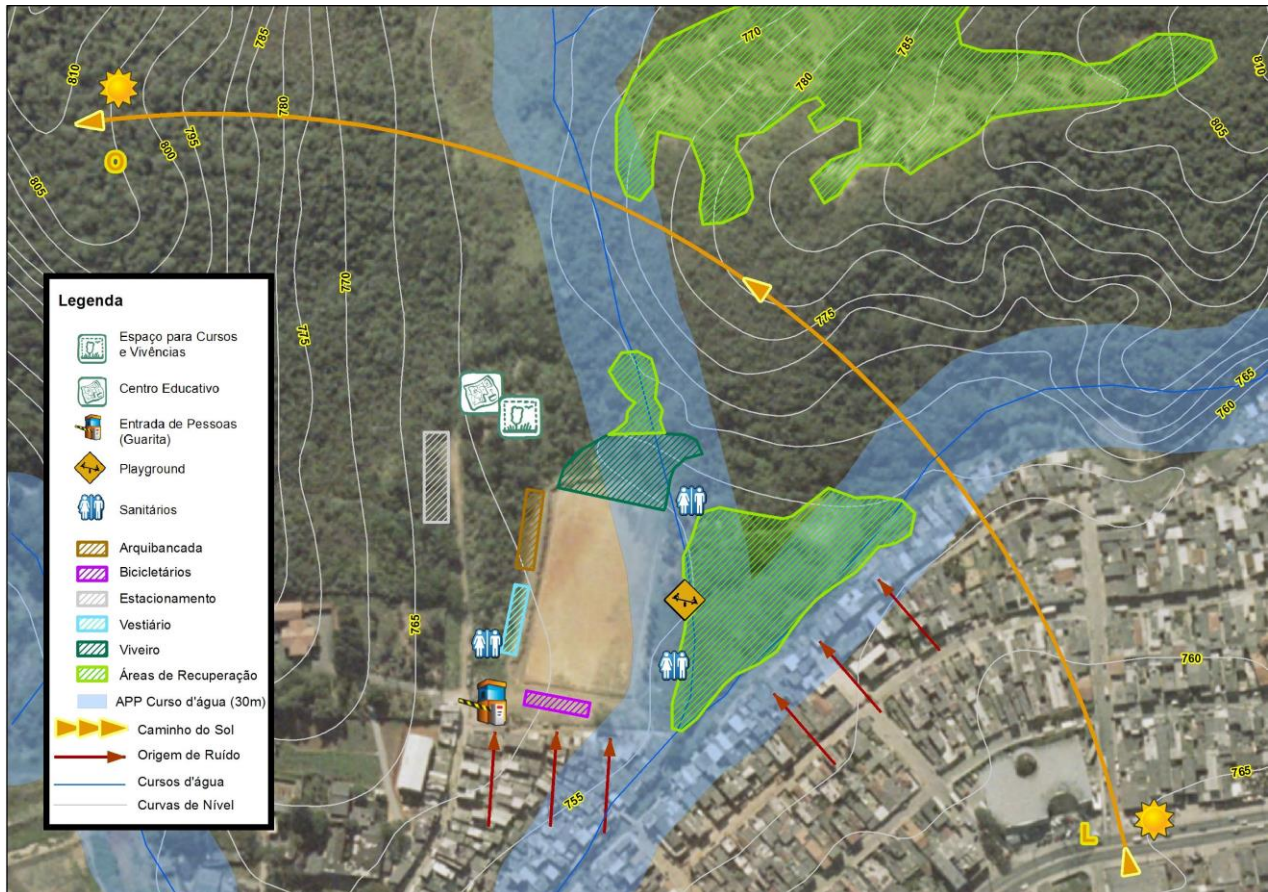 810
785
770
785
780
810
795
780
800
805
805
O
770
775
775
765
760
Legenda
Espaço para Cursos
e Vivências
Centro Educativo
Entrada de Pessoas
(Guarita)
Playground
Sanitários
Arquibancada
Bicicletários
Estacionamento
Vestiário
Viveiro
Áreas de Recuperação
APP Curso d'água (30m)
Caminho do Sol
Origem de Ruído
Cursos d'água
Curvas de Nível
765
760
755
765
L